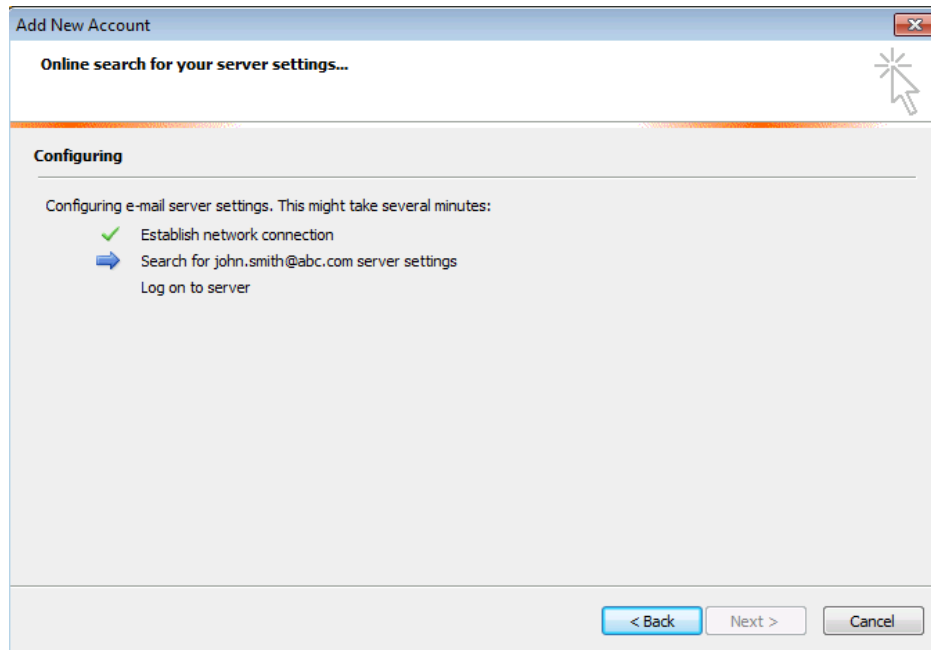 Add New Account
Online search for your server settings...
Configuring
Configuring e-mail server settings. This might take several minutes:
Establish network connection
Search for john.smith@abc.com server settings
Log on to server
< Back Next > Cancel